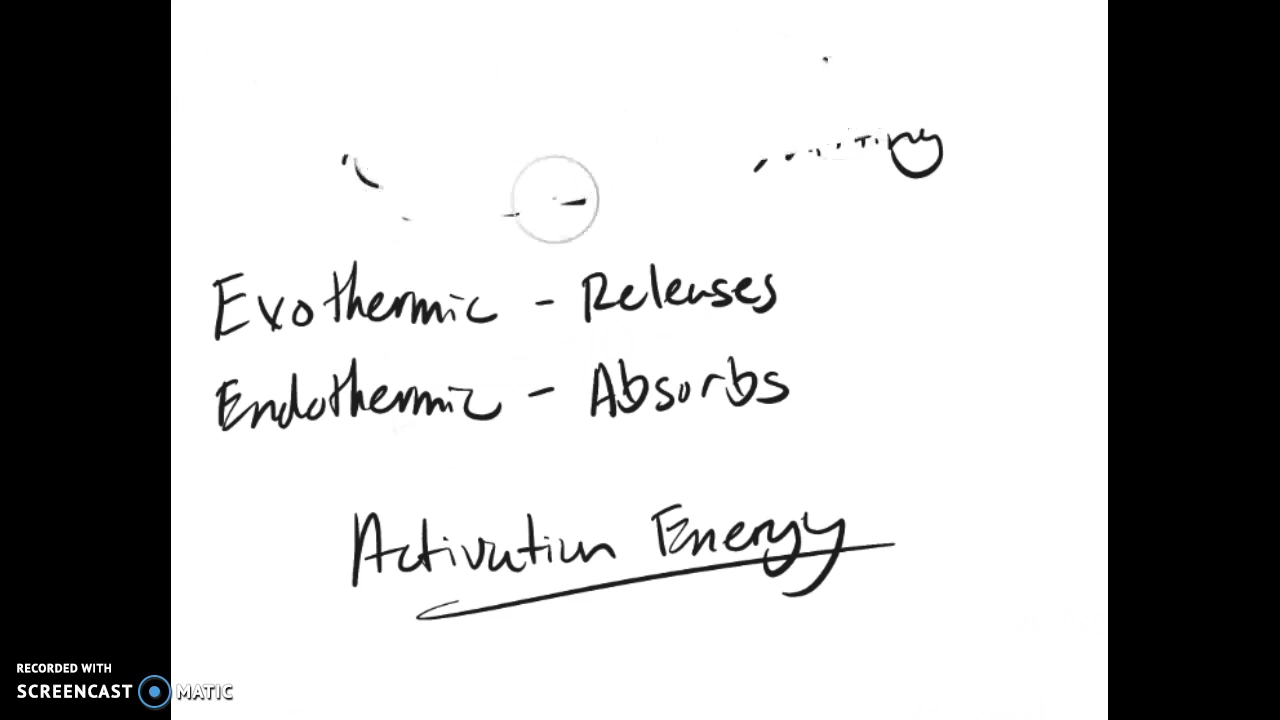 Exothermic - Releases
Endothermic - Absorbs
Activation Energy
RECORDED WITH
SCREENCAST MATIC